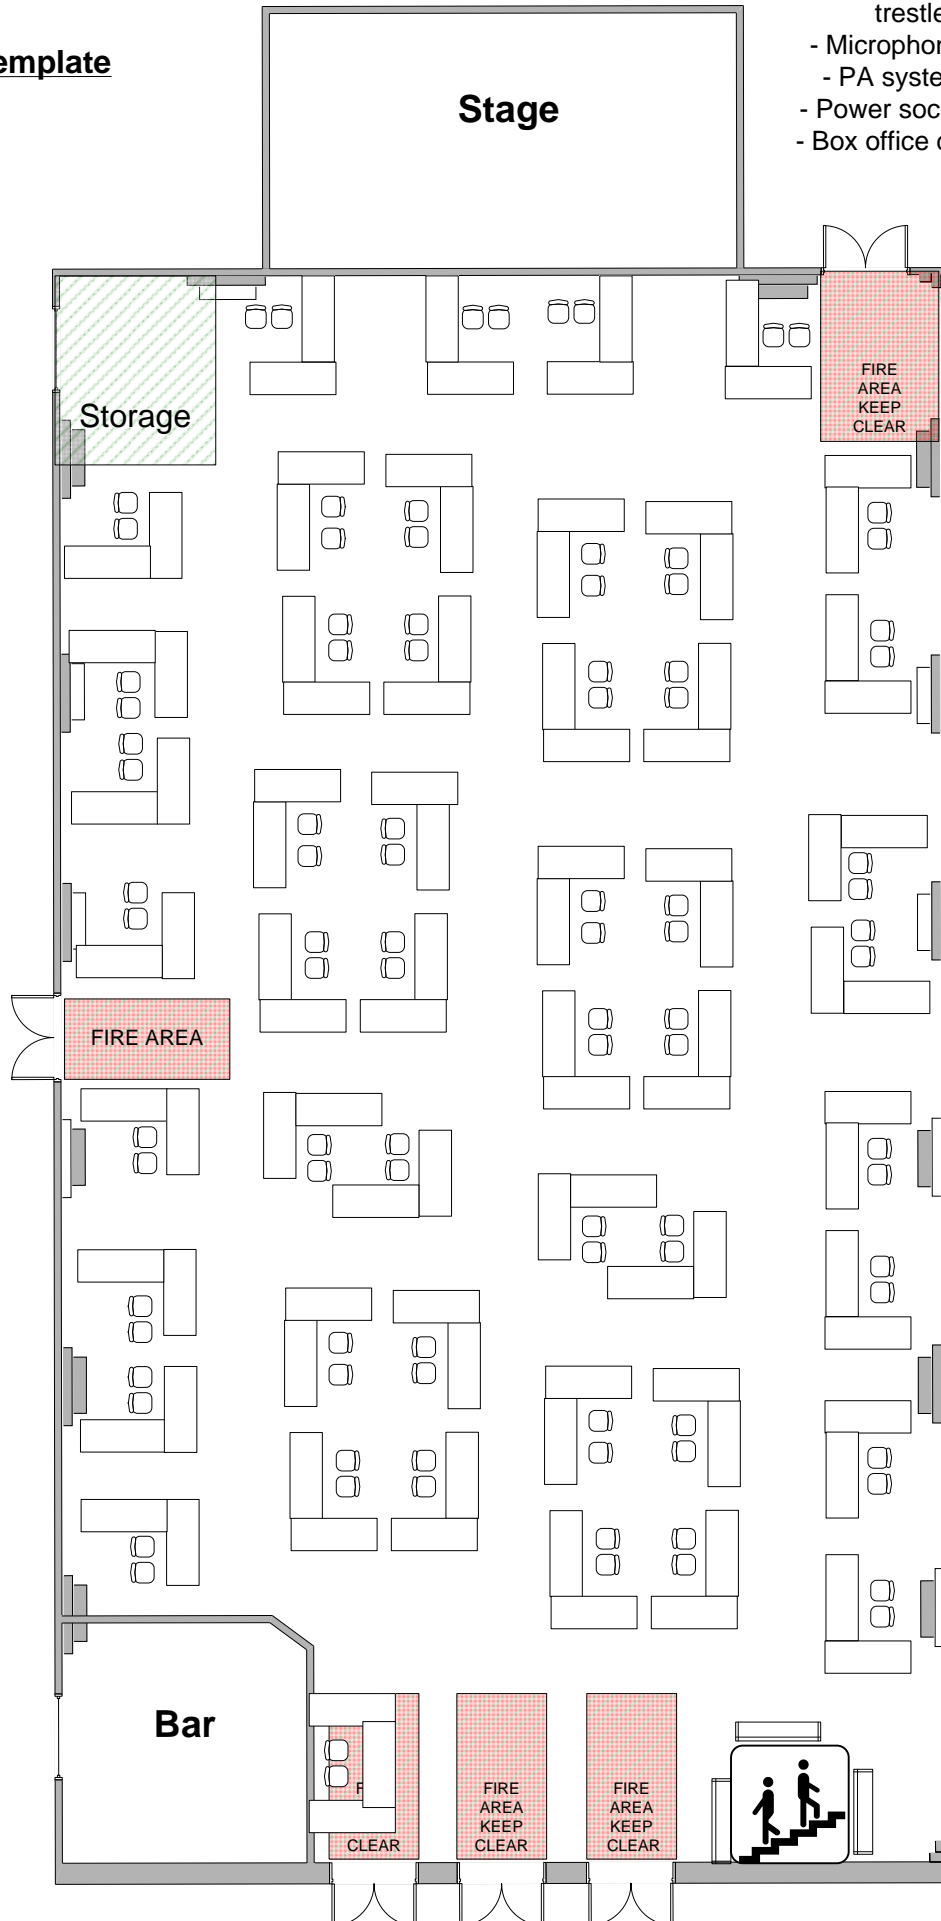 trestle
emplate
- Microphon
- PA syste
- Power soc
- Box office
Stage
FIRE
AREA
KEEP
CLEAR
Storage
FIRE AREA
Bar
CLEAR
FIRE
AREA
KEEP
CLEAR
FIRE
AREA
KEEP
CLEAR